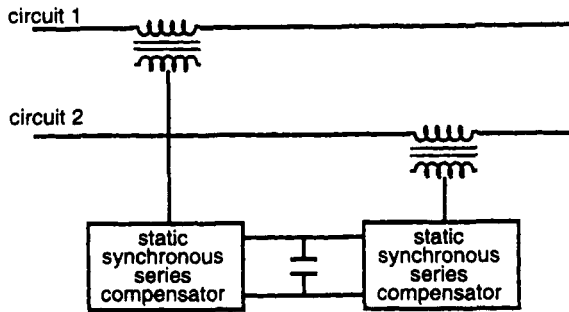 circuit 1
circuit 2
static
synchronous
series
compensator
static
synchronous
series
compensator